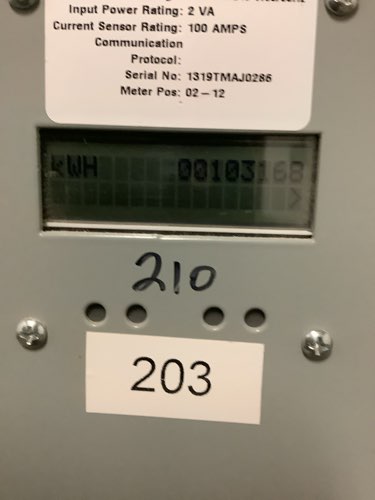 Input Power Rating: 2 VA
Current Sensor Rating: 100 AMPS
Communication
Protocol:
Serial No: 1319TMAJ0286
Meter Pos: 02-12
kWH 00103168
>
210
203